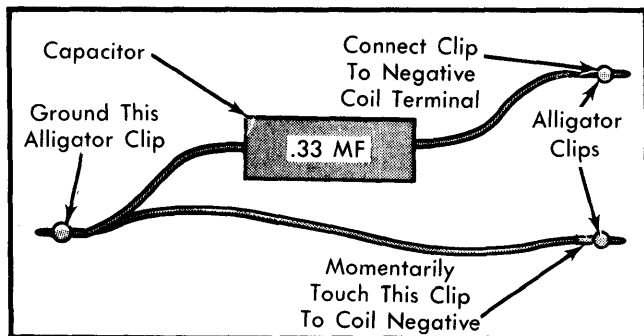 Capacitor
Connect Clip
To Negative
Coil Terminal
Ground This
Alligator Clip
.33 MF
Alligator
Clips
Momentarily
Touch This Clip
To Coil Negative